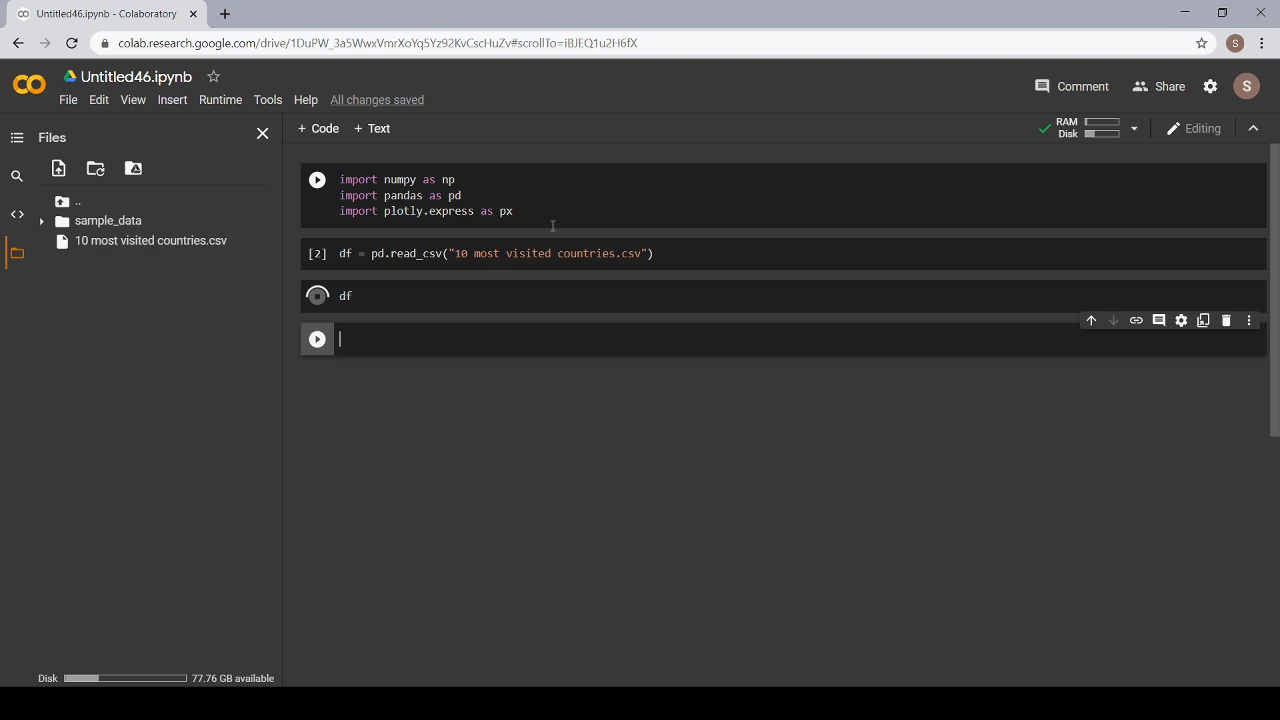 Untitled46.ipynb - Colaboratory
colab.research.google.com/drive/1DuPW_3a5WwxVmrXoYq5Yz92KvCscHuZv#scrollTo=iBJEQ1u2H6fX
S
CO
Untitled46.ipynb
File Edit View Insert Runtime Tools Help All changes saved
Comment Share S
Files
+ Code + Text
RAM
Disk
Editing
..
sample_data
10 most visited countries.csv
import numpy as np
import pandas as pd
import plotly.express as px
[2] df = pd.read_csv("10 most visited countries.csv")
df
Disk 77.76 GB available